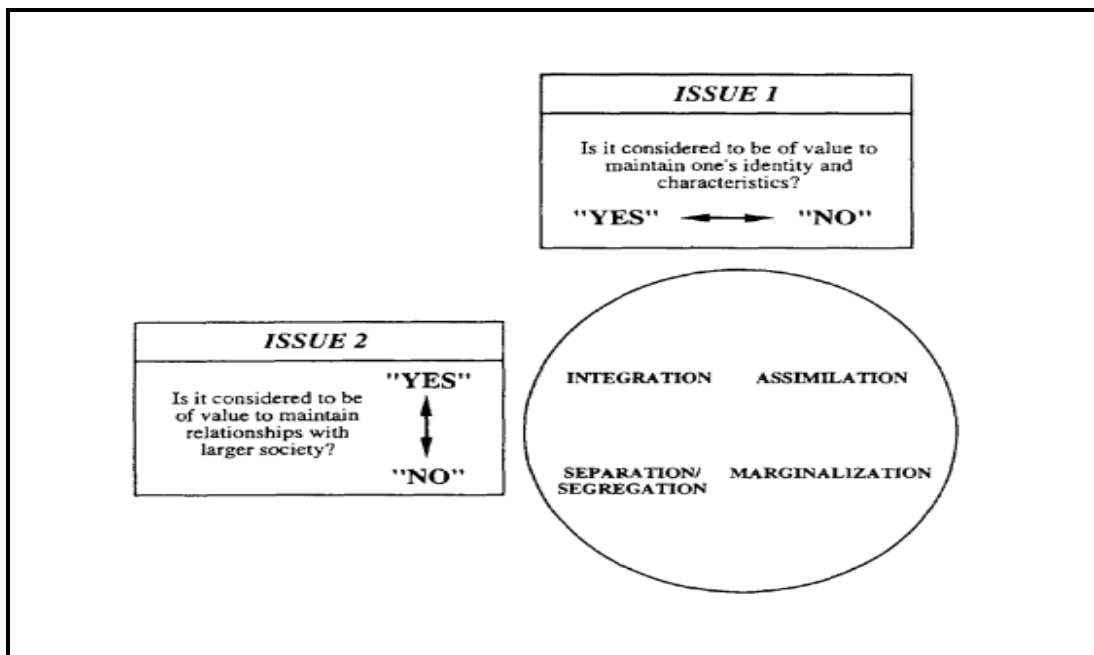 ISSUE 1
Is it considered to be of value to
maintain one's identity and
characteristics?
"YES" "NO"
ISSUE 2
"YES"
Is it considered to be
of value to maintain
relationships with
larger society?
"NO"
INTEGRATION ASSIMILATION
SEPARATION/
SEGREGATION
MARGINALIZATION